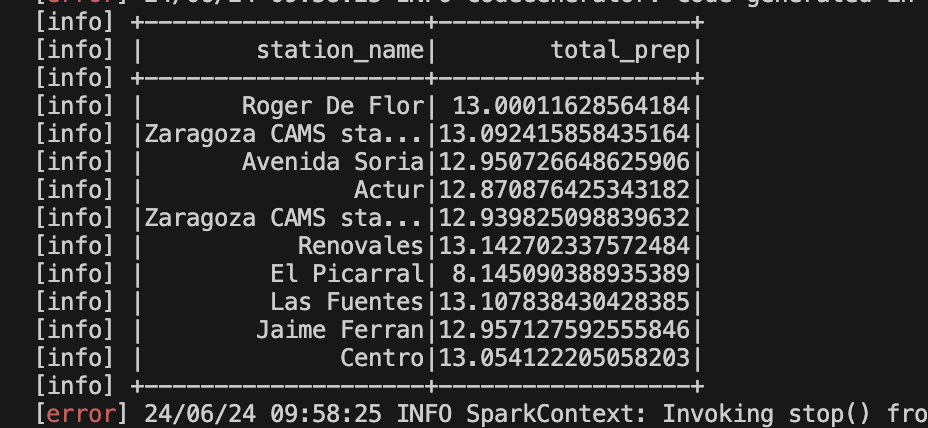 [error] 24/06/24 09:58:25 INFO CodeGenerator: Code generated in
[info] +--------------------+------------------+
[info] |        station_name|        total_prep|
[info] +--------------------+------------------+
[info] |       Roger De Flor| 13.00011628564184|
[info] |Zaragoza CAMS sta...|13.092415858435164|
[info] |       Avenida Soria|12.950726648625906|
[info] |               Actur|12.870876425343182|
[info] |Zaragoza CAMS sta...|12.939825098839632|
[info] |           Renovales|13.142702337572484|
[info] |         El Picarral| 8.145090388935389|
[info] |         Las Fuentes|13.107838430428385|
[info] |        Jaime Ferran|12.957127592555846|
[info] |              Centro|13.054122205058203|
[info] +--------------------+------------------+
[error] 24/06/24 09:58:25 INFO SparkContext: Invoking stop() fro